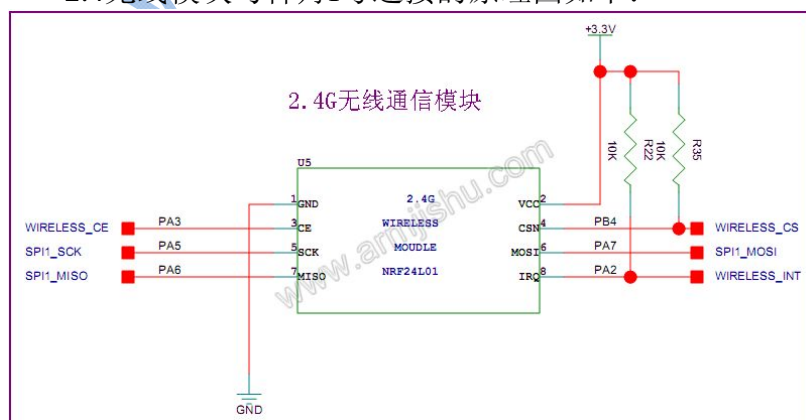 +3.3V
2.4G无线通信模块
10K
R22
10K
R35
U5
1 GND
2.4G
VCC 2
WIRELESS_CE
PA3
3 CE
WIRELESS
CSN 4
PB4
WIRELESS_CS
SPI1_SCK
PA5
5 SCK
MOUDLE
MOSI 6
PA7
SPI1_MOSI
SPI1_MISO
PA6
7 MISO
NRF24L01
IRQ 8
PA2
WIRELESS_INT
www.armjishu.com
GND